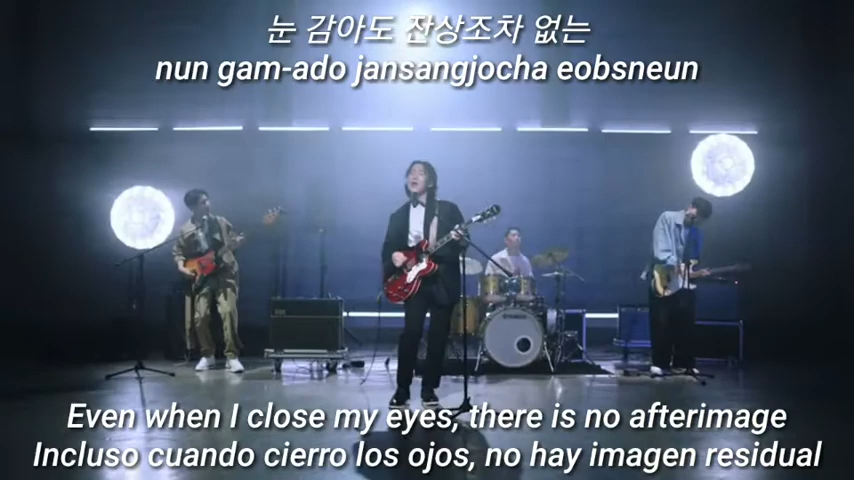 눈 감아도 잔상조차 없는
nun gam-ado jansangjocha eobsneun
Even when I close my eyes, there is no afterimage
Incluso cuando cierro los ojos, no hay imagen residual